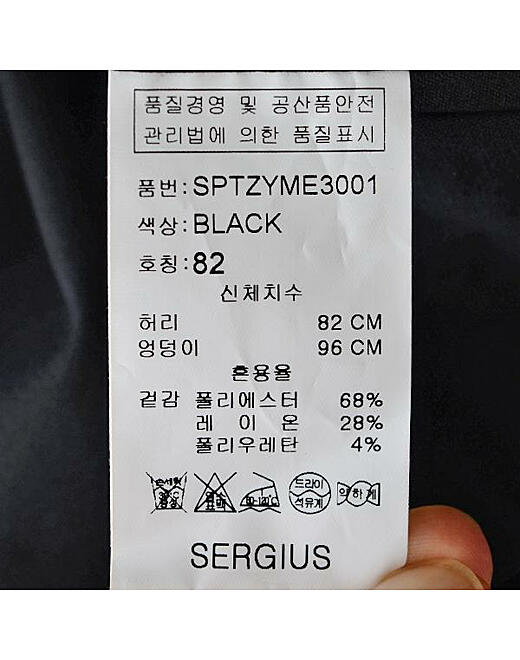 품질경영 및 공산품안전
관리법에 의한 품질표시
품번: SPTZYME3001
색상: BLACK
호칭: 82
신체치수
허리 82 CM
엉덩이 96 CM
혼용율
겉감 폴리에스터 68%
레 이 온 28%
폴리우레탄 4%
드라이
석유계
약하게
SERGIUS